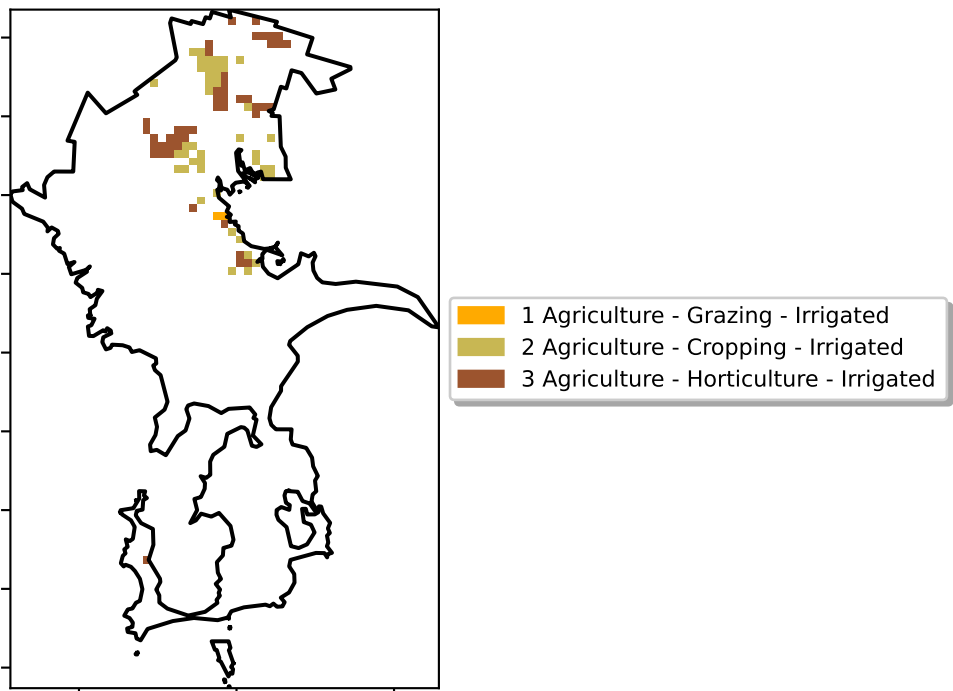 1 Agriculture - Grazing - Irrigated
2 Agriculture - Cropping - Irrigated
3 Agriculture - Horticulture - Irrigated